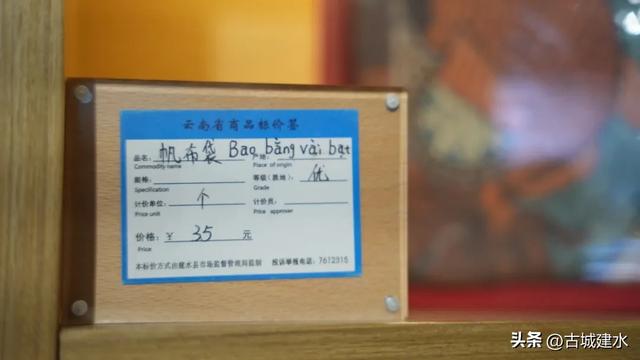 云南省商品标价签
品名: 帆布袋 Bao bằng vải bạt 产地:
Commodity name Place of origin
规格: 等级(质地): 优
Specification Grade
计价单位: 个 计价员:
Price unit Price approver
价格: ¥ 35 元
Price
本标价方式由建水县市场监督管理局监制 投诉举报电话: 7612315
头条 @古城建水